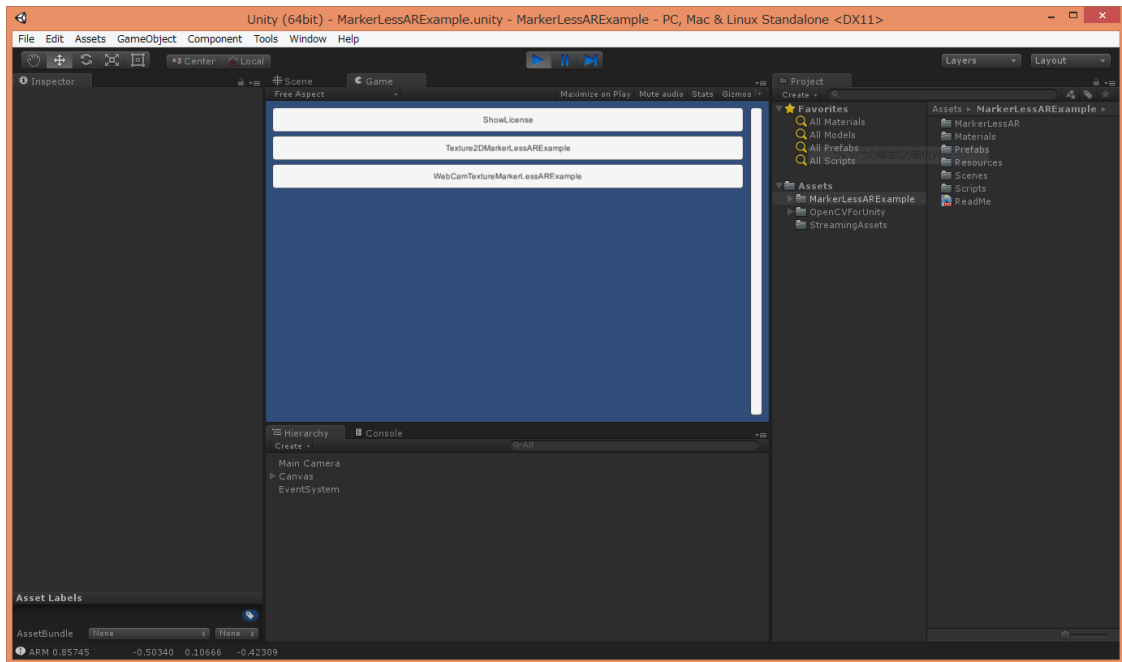 Unity (64bit) - MarkerLessARExample.unity - MarkerLessARExample - PC, Mac & Linux Standalone <DX11>
File Edit Assets GameObject Component Tools Window Help
Center Local
Layers Layout
Inspector
Scene Game
Free Aspect Maximize on Play Mute audio Stats Gizmos
ShowLicense
Texture2DMarkerLessARExample
WebCamTextureMarkerLessARExample
Hierarchy Console
Create All
Main Camera
Canvas
EventSystem
Project
Create
Favorites
All Materials
All Models
All Prefabs
All Scripts
Assets
MarkerLessARExample
OpenCVForUnity
StreamingAssets
Assets MarkerLessARExample
MarkerLessAR
Materials
Prefabs
Resources
Scenes
Scripts
ReadMe
Asset Labels
AssetBundle None None
ARM 0.85745 -0.50340 0.10666 -0.42309